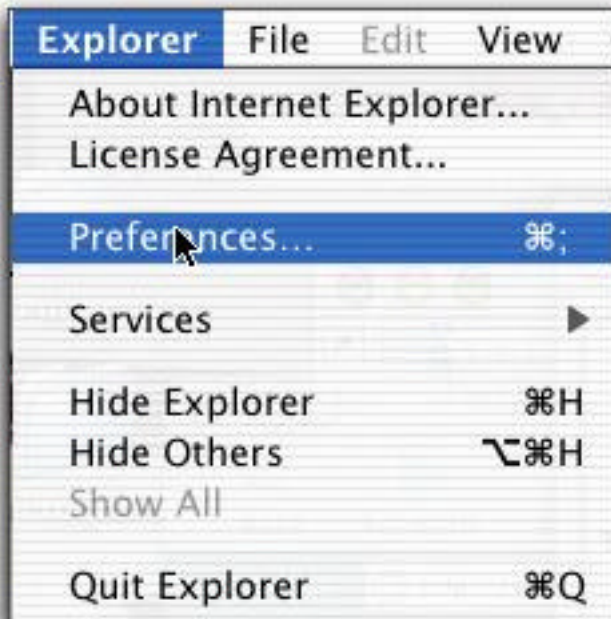 Explorer File Edit View
About Internet Explorer...
License Agreement...
Preferences... ⌘;
Services
Hide Explorer ⌘H
Hide Others ⌥⌘H
Show All
Quit Explorer ⌘Q